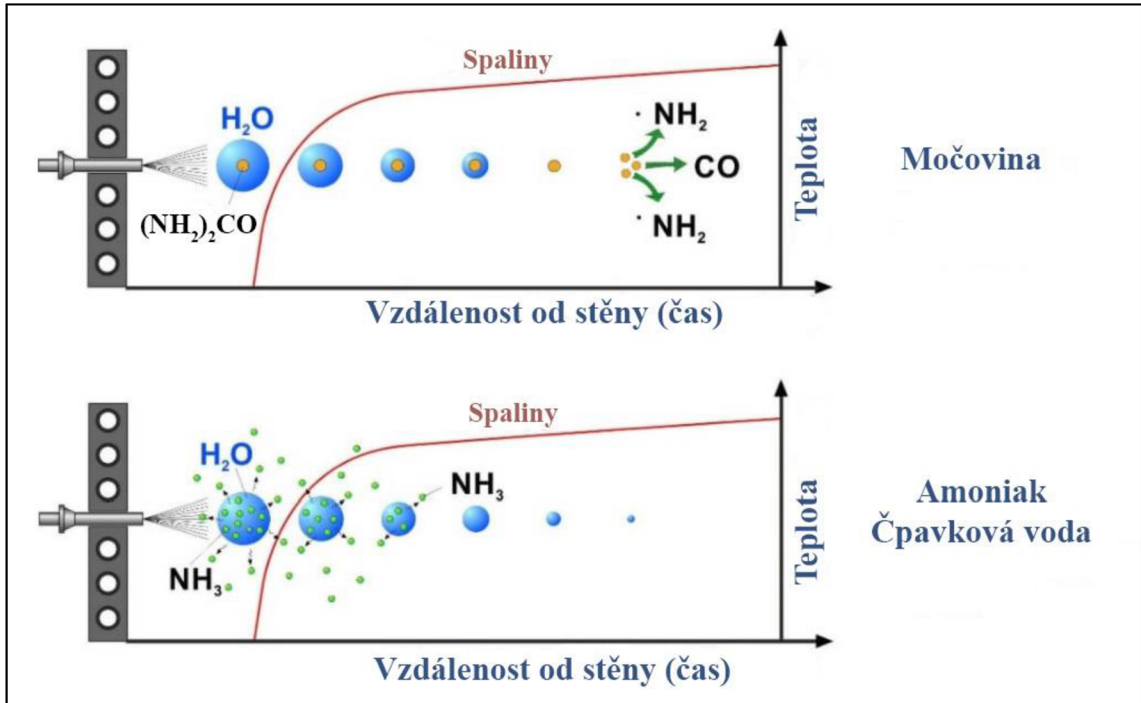 Spaliny
H₂O
· NH₂
CO
· NH₂
(NH₂)₂CO
Teplota
Močovina
Vzdálenost od stěny (čas)
Spaliny
H₂O
NH₃
NH₃
Teplota
Amoniak
Čpavková voda
Vzdálenost od stěny (čas)